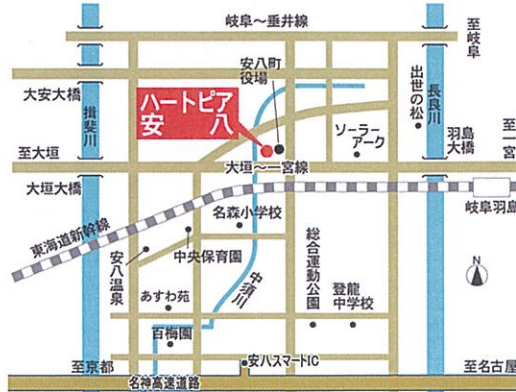 岐阜〜垂井線
至岐阜
安八町
役場
大安大橋
揖斐川
ハートピア
安 八
出世の松
長良川
ソーラー
アーク
羽島
大橋
至一宮
至大垣
大垣〜一宮線
大垣大橋
岐阜羽島
名森小学校
東海道新幹線
安八温泉
中央保育園
中須川
総合運動公園
登龍
中学校
あすわ苑
百梅園
至京都
安八スマートIC
至名古屋
名神高速道路
N